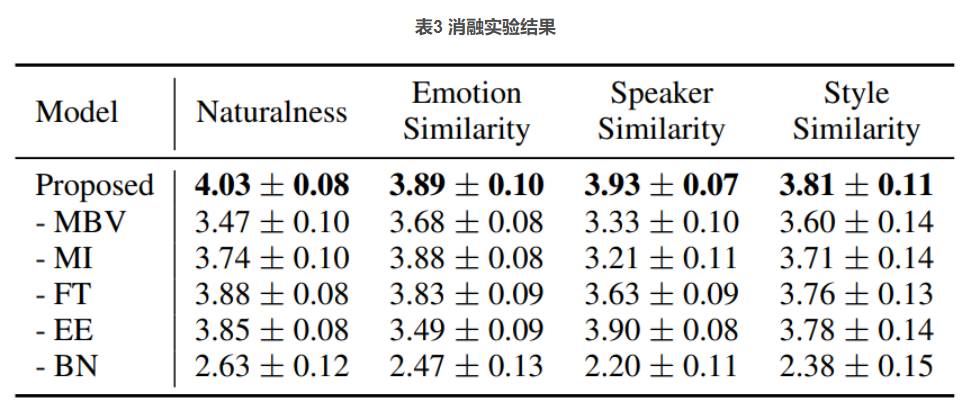 表3 消融实验结果
Model Naturalness Emotion Similarity Speaker Similarity Style Similarity
Proposed 4.03 ± 0.08 3.89 ± 0.10 3.93 ± 0.07 3.81 ± 0.11
- MBV 3.47 ± 0.10 3.68 ± 0.08 3.33 ± 0.10 3.60 ± 0.14
- MI 3.74 ± 0.10 3.88 ± 0.08 3.21 ± 0.11 3.71 ± 0.14
- FT 3.88 ± 0.08 3.83 ± 0.09 3.63 ± 0.09 3.76 ± 0.13
- EE 3.85 ± 0.08 3.49 ± 0.09 3.90 ± 0.08 3.78 ± 0.14
- BN 2.63 ± 0.12 2.47 ± 0.13 2.20 ± 0.11 2.38 ± 0.15